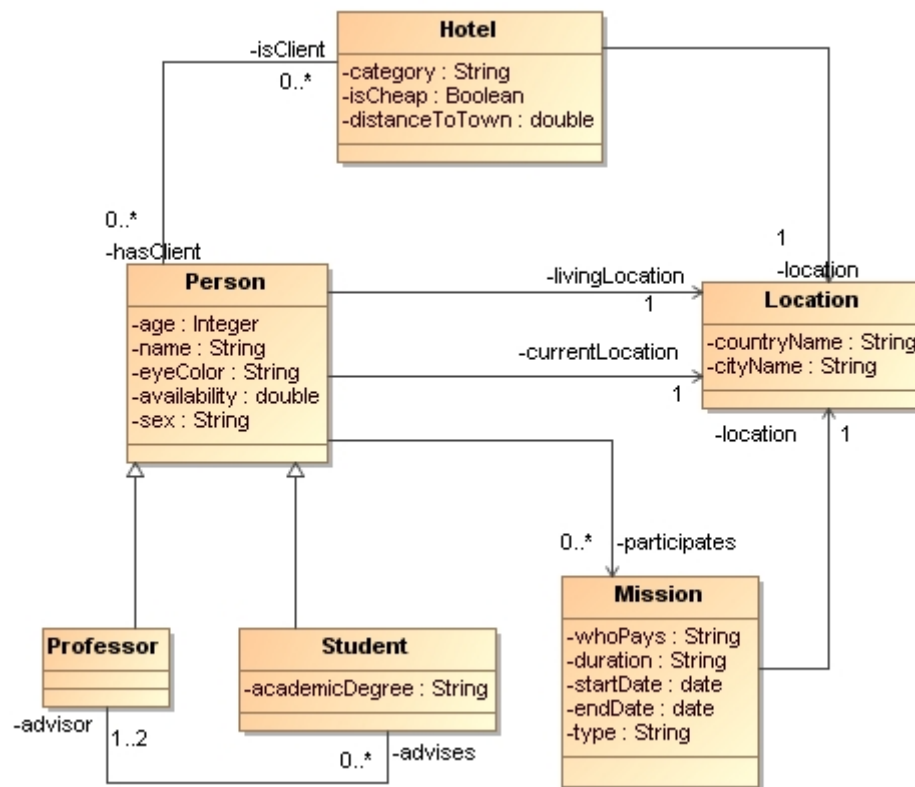 Hotel
-category : String
-isCheap : Boolean
-distanceToTown : double
-isClient
0..*
0..*
-hasClient
1
-location
Person
-age : Integer
-name : String
-eyeColor : String
-availability : double
-sex : String
-livingLocation
1
-currentLocation
1
Location
-countryName : String
-cityName : String
-location
1
0..*
-participates
Mission
-whoPays : String
-duration : String
-startDate : date
-endDate : date
-type : String
Professor
Student
-academicDegree : String
-advisor
1..2
0..*
-advises